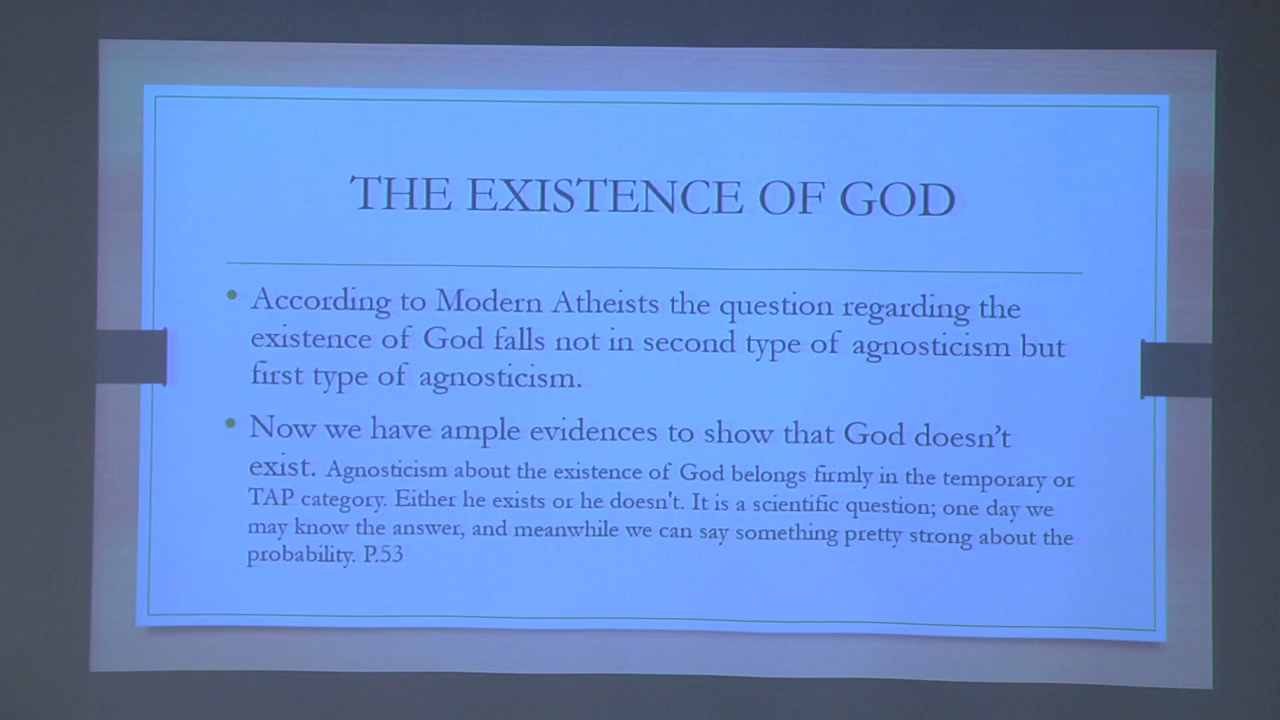 THE EXISTENCE OF GOD
• According to Modern Atheists the question regarding the
existence of God falls not in second type of agnosticism but
first type of agnosticism.
• Now we have ample evidences to show that God doesn't
exist. Agnosticism about the existence of God belongs firmly in the temporary or
TAP category. Either he exists or he doesn't. It is a scientific question; one day we
may know the answer, and meanwhile we can say something pretty strong about the
probability. P.53